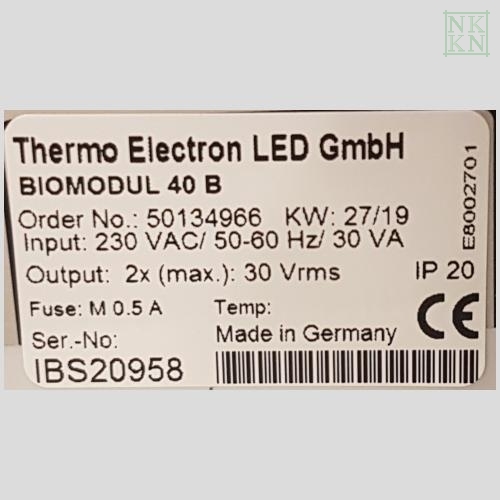 NK
KN
Thermo Electron LED GmbH
BIOMODUL 40 B
Order No.: 50134966 KW: 27/19
Input: 230 VAC/ 50-60 Hz/ 30 VA
Output: 2x (max.): 30 Vrms IP 20
Fuse: M 0.5 A Temp:
Ser.-No: Made in Germany CE
IBS20958
E8002701